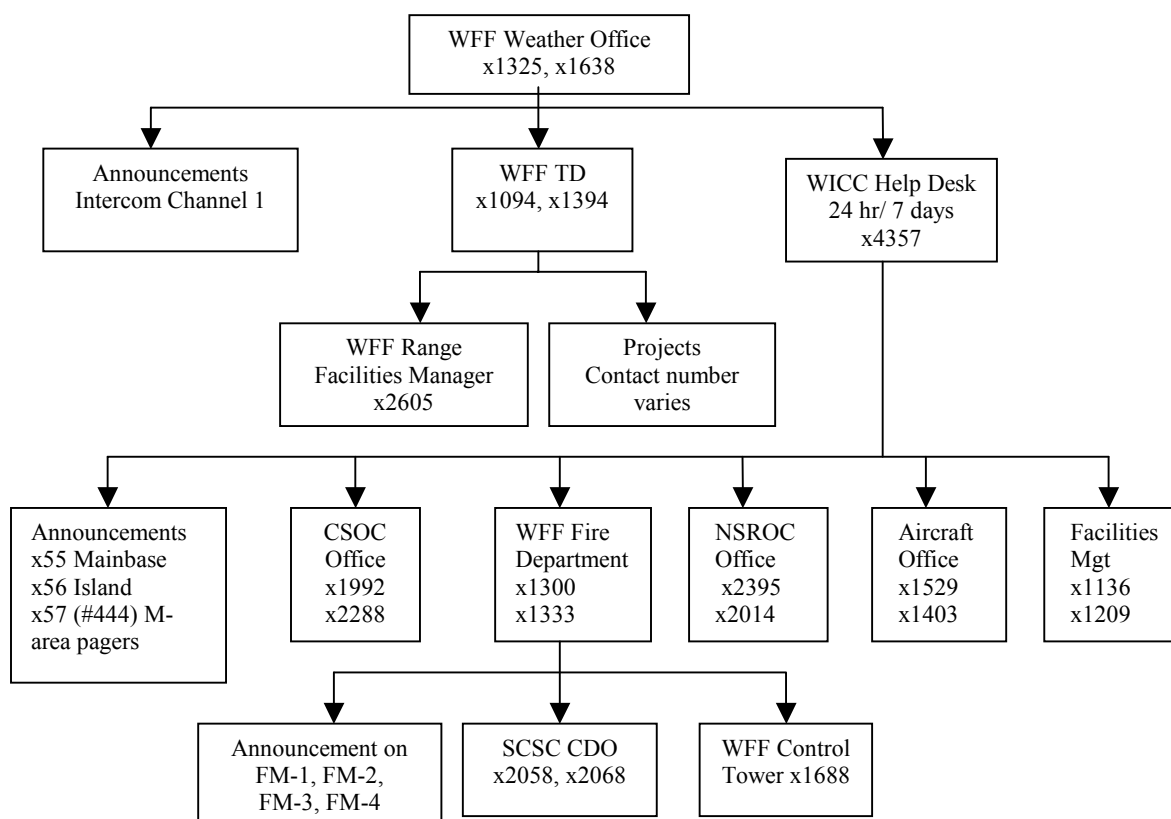 WFF Weather Office
x1325, x1638
Announcements
Intercom Channel 1
WFF TD
x1094, x1394
WICC Help Desk
24 hr/ 7 days
x4357
WFF Range
Facilities Manager
x2605
Projects
Contact number
varies
Announcements
x55 Mainbase
x56 Island
x57 (#444) M-
area pagers
CSOC
Office
x1992
x2288
WFF Fire
Department
x1300
x1333
NSROC
Office
x2395
x2014
Aircraft
Office
x1529
x1403
Facilities
Mgt
x1136
x1209
Announcement on
FM-1, FM-2,
FM-3, FM-4
SCSC CDO
x2058, x2068
WFF Control
Tower x1688